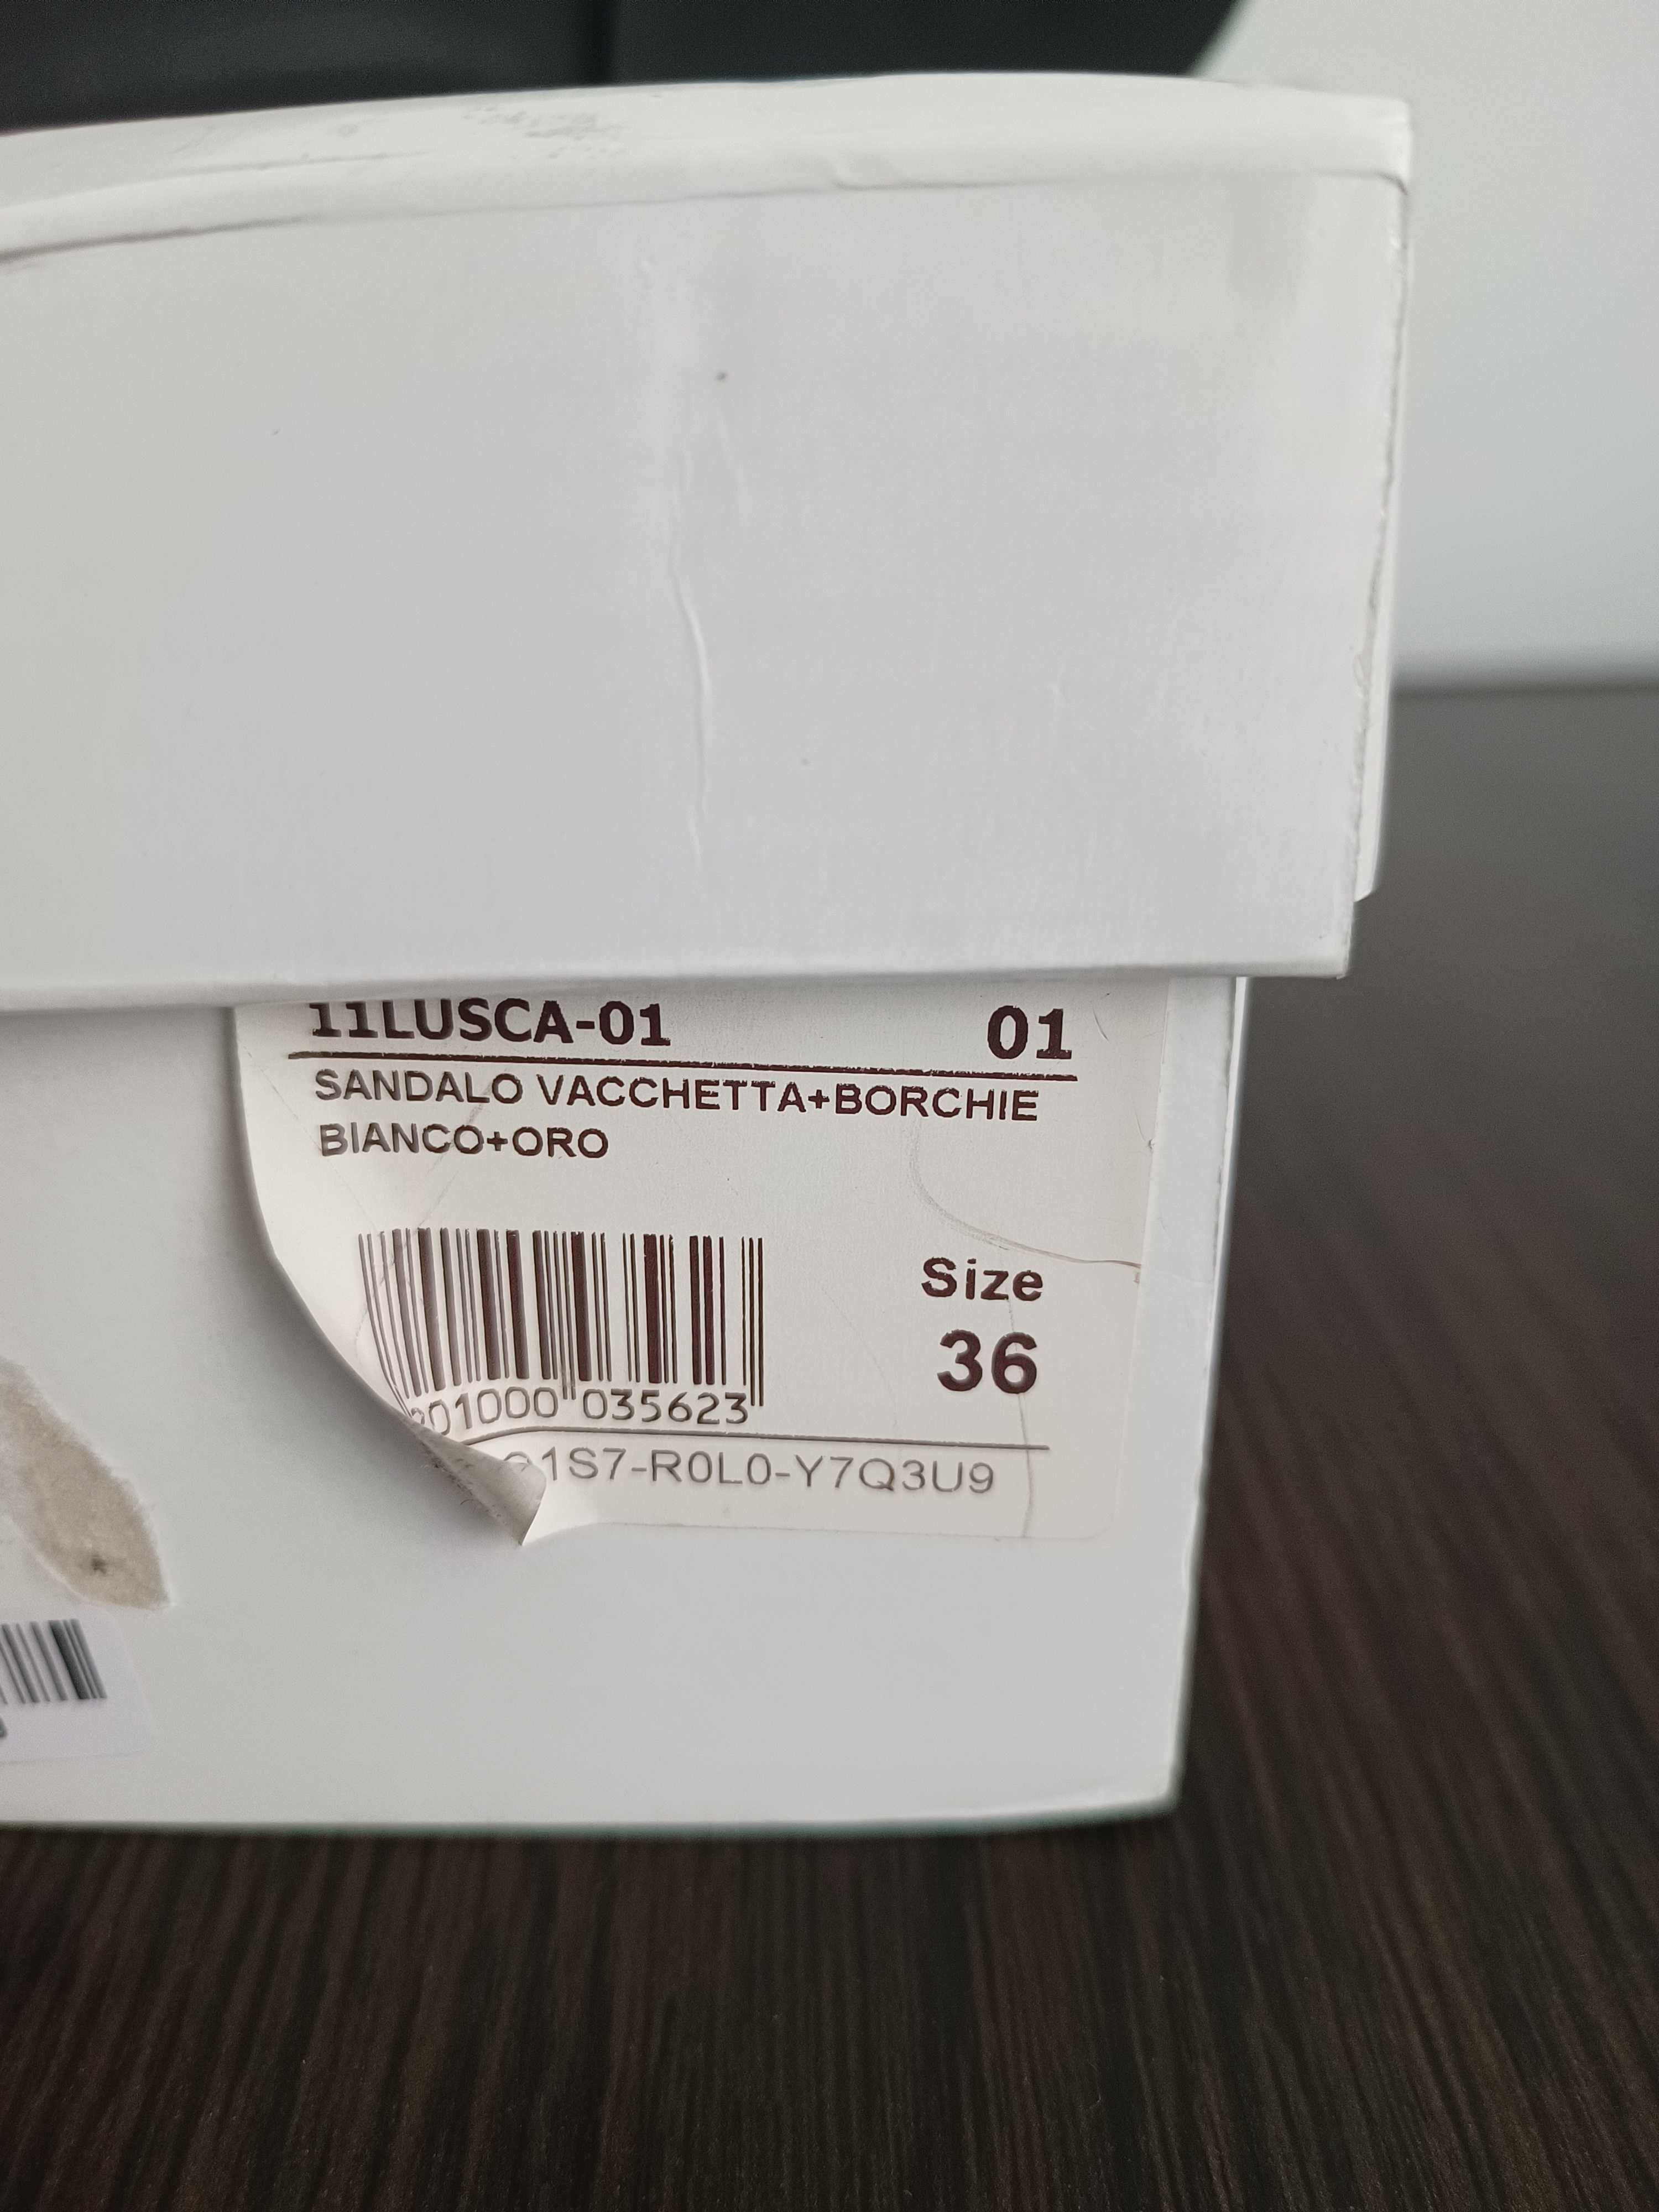 11LUSCA-01 01
SANDALO VACCHETTA+BORCHIE
BIANCO+ORO
Size
36
01000 035623
1S7-R0L0-Y7Q3U9